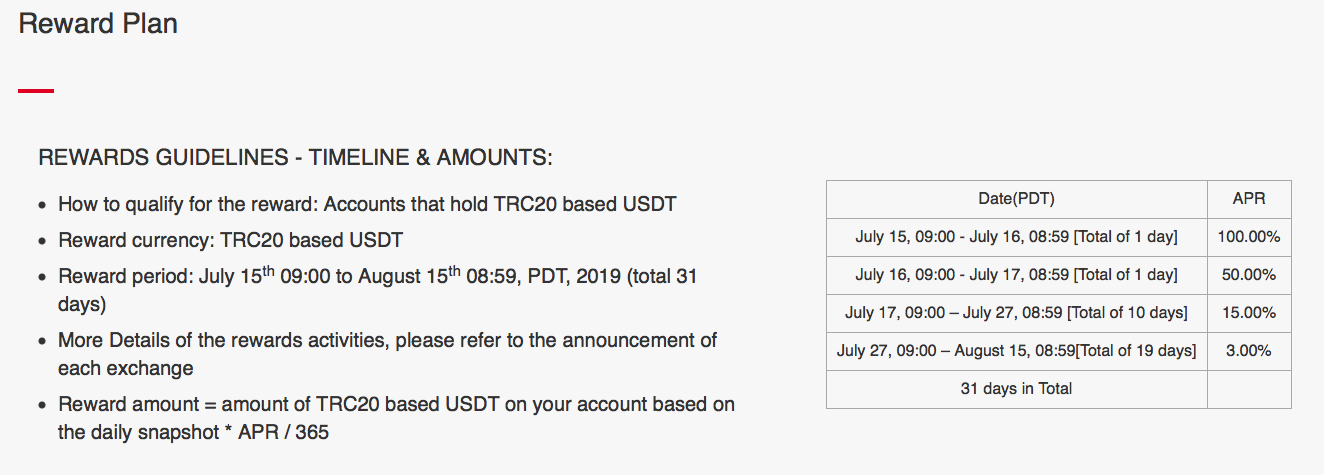 Reward Plan
REWARDS GUIDELINES - TIMELINE & AMOUNTS:
• How to qualify for the reward: Accounts that hold TRC20 based USDT
• Reward currency: TRC20 based USDT
• Reward period: July 15th 09:00 to August 15th 08:59, PDT, 2019 (total 31
days)
• More Details of the rewards activities, please refer to the announcement of
each exchange
• Reward amount = amount of TRC20 based USDT on your account based on
the daily snapshot * APR / 365
Date(PDT) APR
July 15, 09:00 - July 16, 08:59 [Total of 1 day] 100.00%
July 16, 09:00 - July 17, 08:59 [Total of 1 day] 50.00%
July 17, 09:00 – July 27, 08:59 [Total of 10 days] 15.00%
July 27, 09:00 – August 15, 08:59[Total of 19 days] 3.00%
31 days in Total